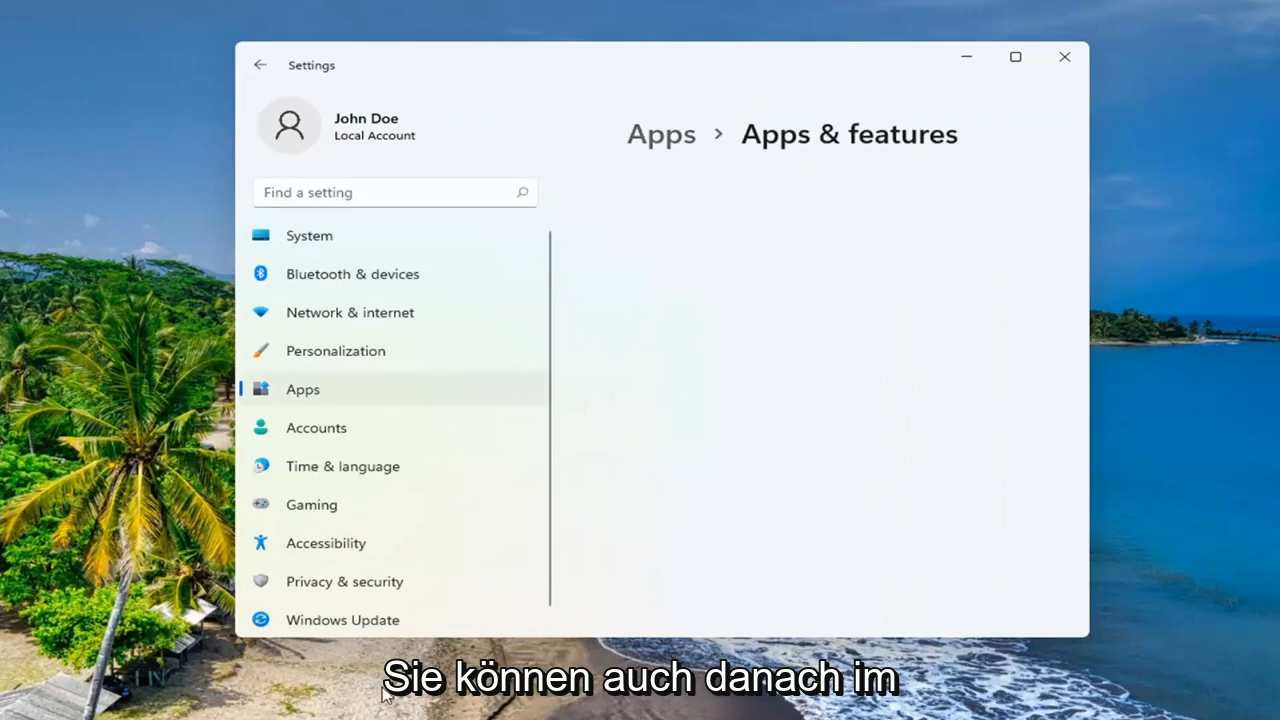 Settings
John Doe
Local Account
Apps > Apps & features
Find a setting
System
Bluetooth & devices
Network & internet
Personalization
Apps
Accounts
Time & language
Gaming
Accessibility
Privacy & security
Windows Update
Sie können auch danach im